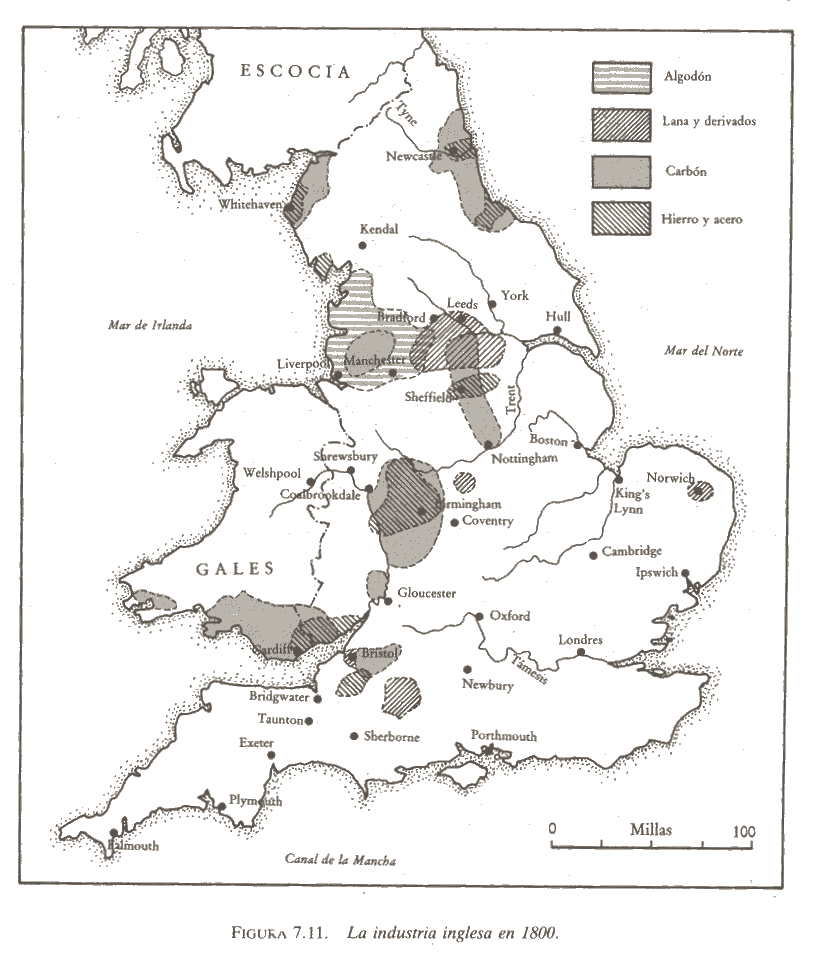 ESCOCIA
Algodón
Lana y derivados
Carbón
Hierro y acero
Tyne
Newcastle
Whitehaven
Kendal
York
Leeds
Bradford
Hull
Mar de Irlanda
Mar del Norte
Liverpool
Manchester
Sheffield
Trent
Boston
Nottingham
Shrewsbury
Welshpool
Coalbrookdale
Norwich
King's
Lynn
Birmingham
Coventry
Cambridge
GALES
Ipswich
Gloucester
Oxford
Londres
Cardiff
Bristol
Támesis
Newbury
Bridgwater
Taunton
Sherborne
Porthmouth
Exeter
Plymouth
Falmouth
0 Millas 100
Canal de la Mancha
FIGURA 7.11. La industria inglesa en 1800.